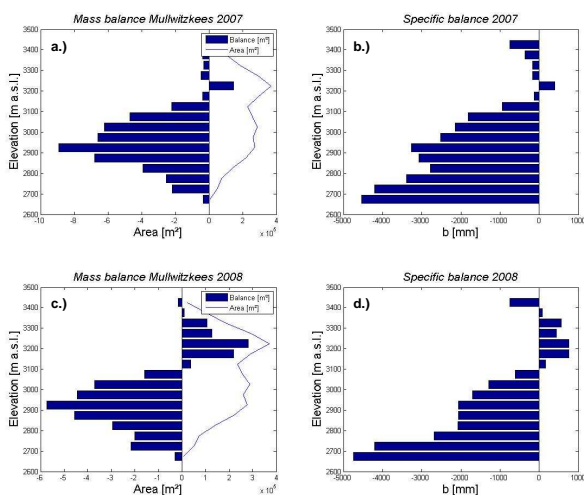 Mass balance Mullwitzkees 2007
a.)
Balance [m³]
Area [m²]
Elevation [m a.s.l.]
3500
3400
3300
3200
3100
3000
2900
2800
2700
2600
-10 -8 -6 -4 -2 0 2 4
x 10⁵
Area [m²]
Specific balance 2007
b.)
Elevation [m a.s.l.]
3500
3400
3300
3200
3100
3000
2900
2800
2700
2600
-5000 -4000 -3000 -2000 -1000 0 1000
b [mm]
Mass balance Mullwitzkees 2008
c.)
Balance [m³]
Area [m²]
Elevation [m a.s.l.]
3500
3400
3300
3200
3100
3000
2900
2800
2700
2600
-6 -5 -4 -3 -2 -1 0 1 2 3 4
x 10⁵
Area [m²]
Specific balance 2008
d.)
Elevation [m a.s.l.]
3500
3400
3300
3200
3100
3000
2900
2800
2700
2600
-5000 -4000 -3000 -2000 -1000 0 1000
b [mm]